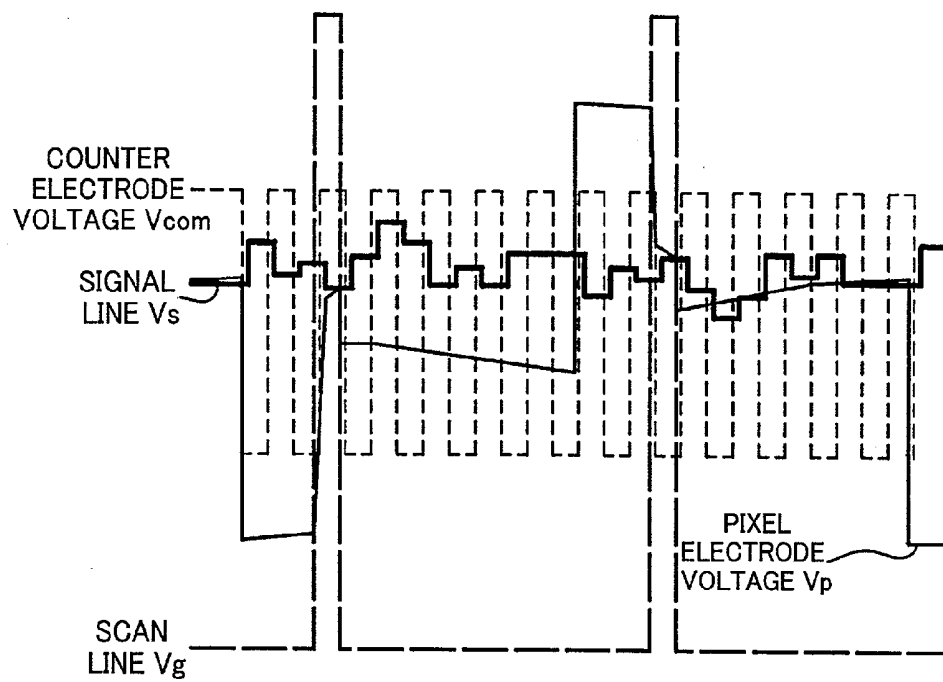 COUNTER
ELECTRODE
VOLTAGE Vcom
SIGNAL
LINE Vs
PIXEL
ELECTRODE
VOLTAGE Vp
SCAN
LINE Vg